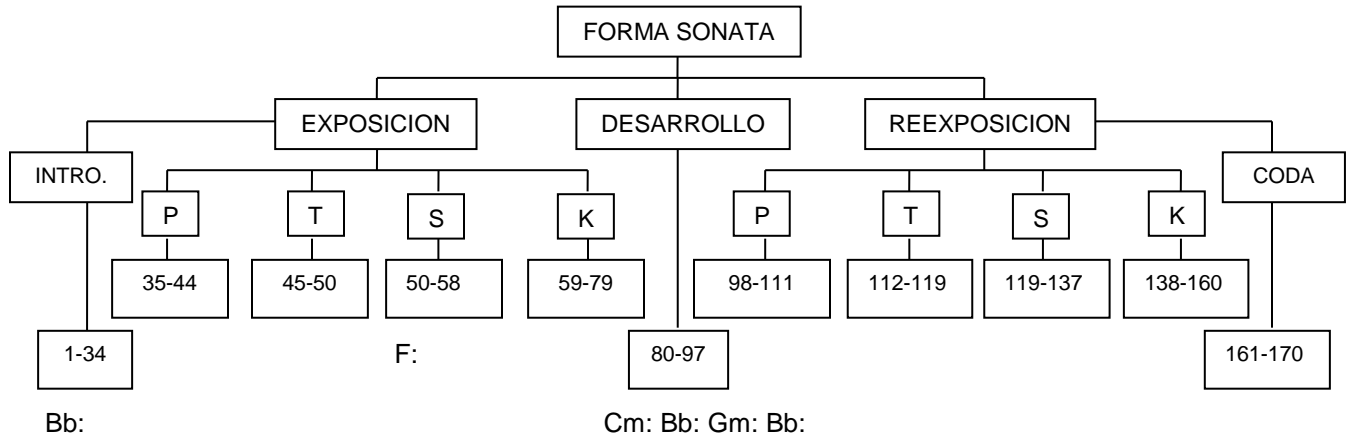 FORMA SONATA
EXPOSICION DESARROLLO REEXPOSICION
INTRO. CODA
P T S K P T S K
35-44 45-50 50-58 59-79 98-111 112-119 119-137 138-160
1-34 F: 80-97 161-170
Bb: Cm: Bb: Gm: Bb: